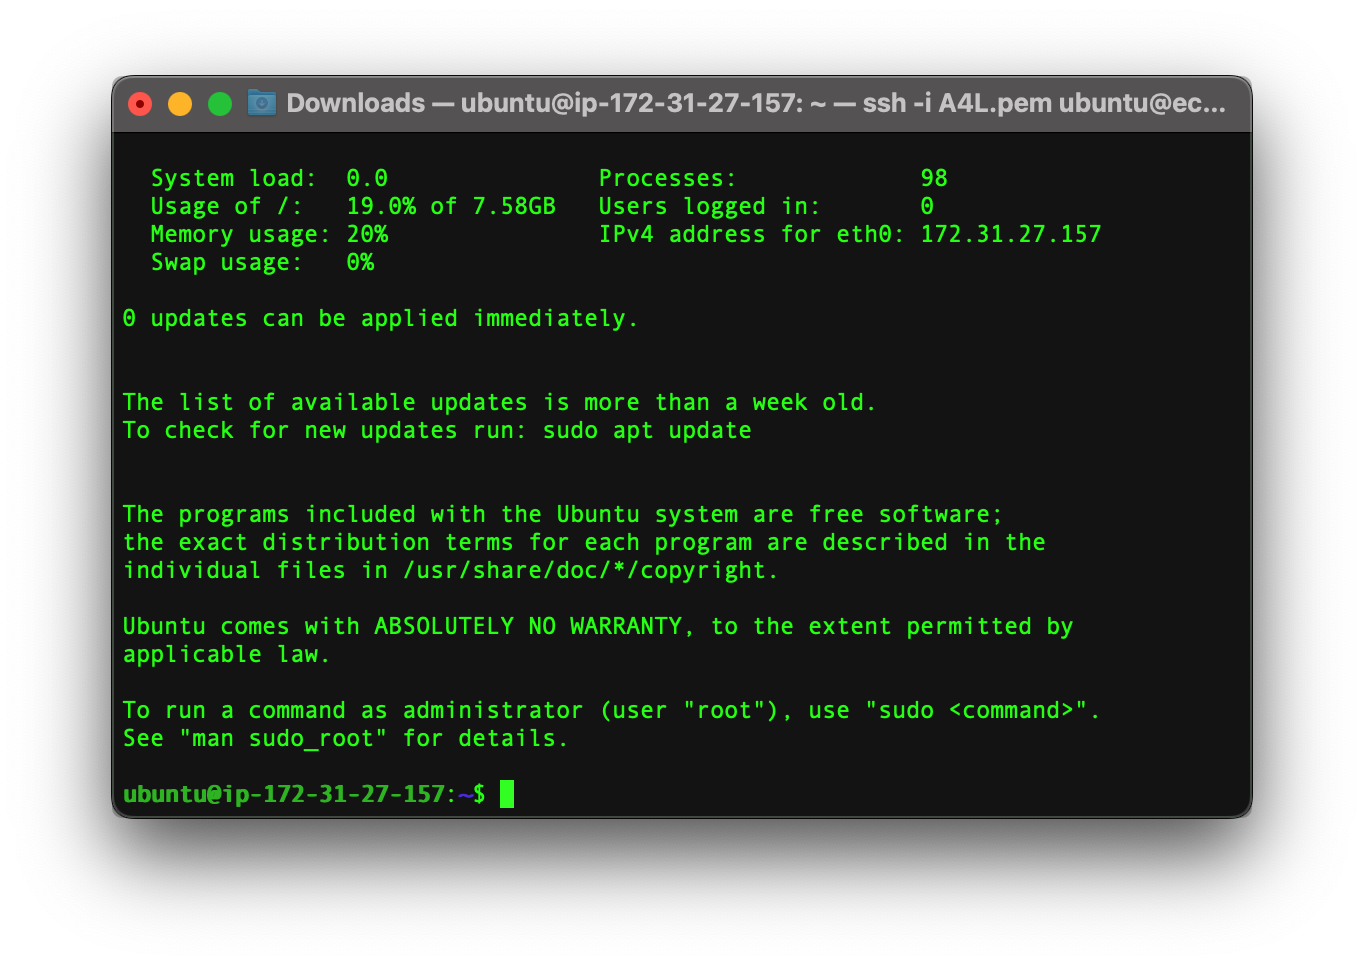 Downloads — ubuntu@ip-172-31-27-157: ~ — ssh -i A4L.pem ubuntu@ec...
System load:  0.0               Processes:             98
Usage of /:   19.0% of 7.58GB   Users logged in:       0
Memory usage: 20%               IPv4 address for eth0: 172.31.27.157
Swap usage:   0%
0 updates can be applied immediately.
The list of available updates is more than a week old.
To check for new updates run: sudo apt update
The programs included with the Ubuntu system are free software;
the exact distribution terms for each program are described in the
individual files in /usr/share/doc/*/copyright.
Ubuntu comes with ABSOLUTELY NO WARRANTY, to the extent permitted by
applicable law.
To run a command as administrator (user "root"), use "sudo <command>".
See "man sudo_root" for details.
ubuntu@ip-172-31-27-157:~$